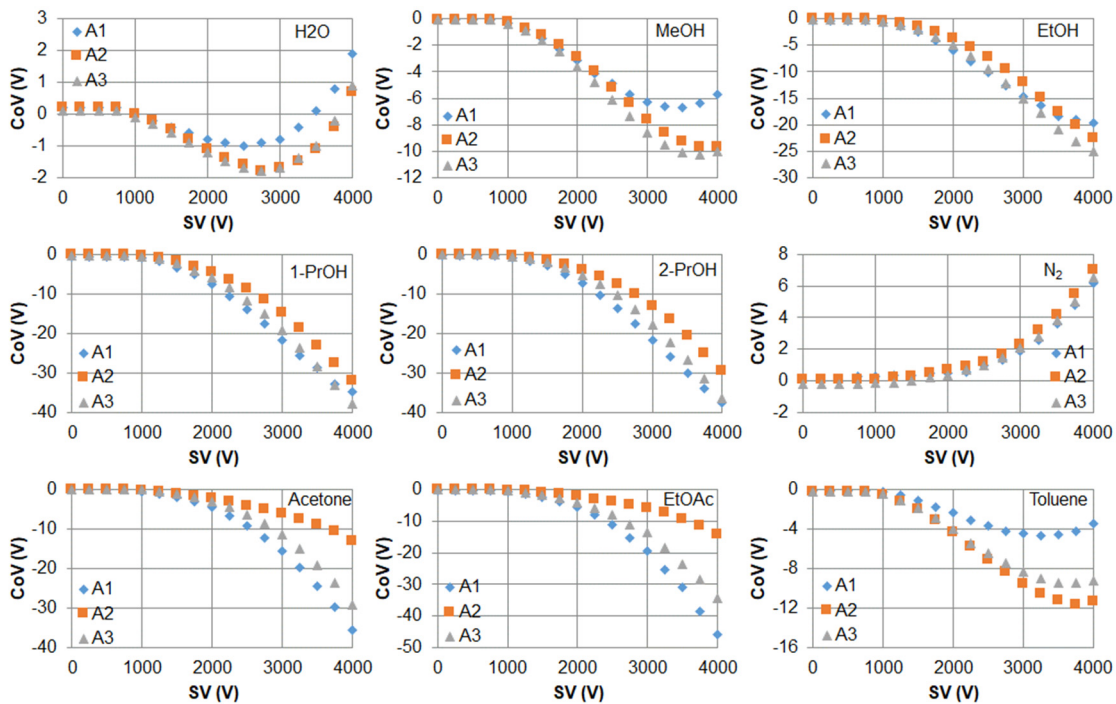 H2O
A1
A2
A3
3
2
1
0
-1
-2
CoV (V)
0 1000 2000 3000 4000
SV (V)
MeOH
A1
A2
A3
0
-2
-4
-6
-8
-10
-12
CoV (V)
0 1000 2000 3000 4000
SV (V)
EtOH
A1
A2
A3
0
-5
-10
-15
-20
-25
-30
CoV (V)
0 1000 2000 3000 4000
SV (V)
1-PrOH
A1
A2
A3
0
-10
-20
-30
-40
CoV (V)
0 1000 2000 3000 4000
SV (V)
2-PrOH
A1
A2
A3
0
-10
-20
-30
-40
CoV (V)
0 1000 2000 3000 4000
SV (V)
N₂
A1
A2
A3
8
6
4
2
0
-2
CoV (V)
0 1000 2000 3000 4000
SV (V)
Acetone
A1
A2
A3
0
-10
-20
-30
-40
CoV (V)
0 1000 2000 3000 4000
SV (V)
EtOAc
A1
A2
A3
0
-10
-20
-30
-40
-50
CoV (V)
0 1000 2000 3000 4000
SV (V)
Toluene
A1
A2
A3
0
-4
-8
-12
-16
CoV (V)
0 1000 2000 3000 4000
SV (V)